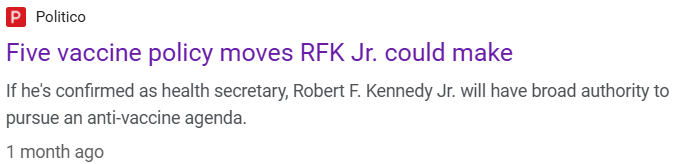 Politico
Five vaccine policy moves RFK Jr. could make
If he's confirmed as health secretary, Robert F. Kennedy Jr. will have broad authority to
pursue an anti-vaccine agenda.
1 month ago